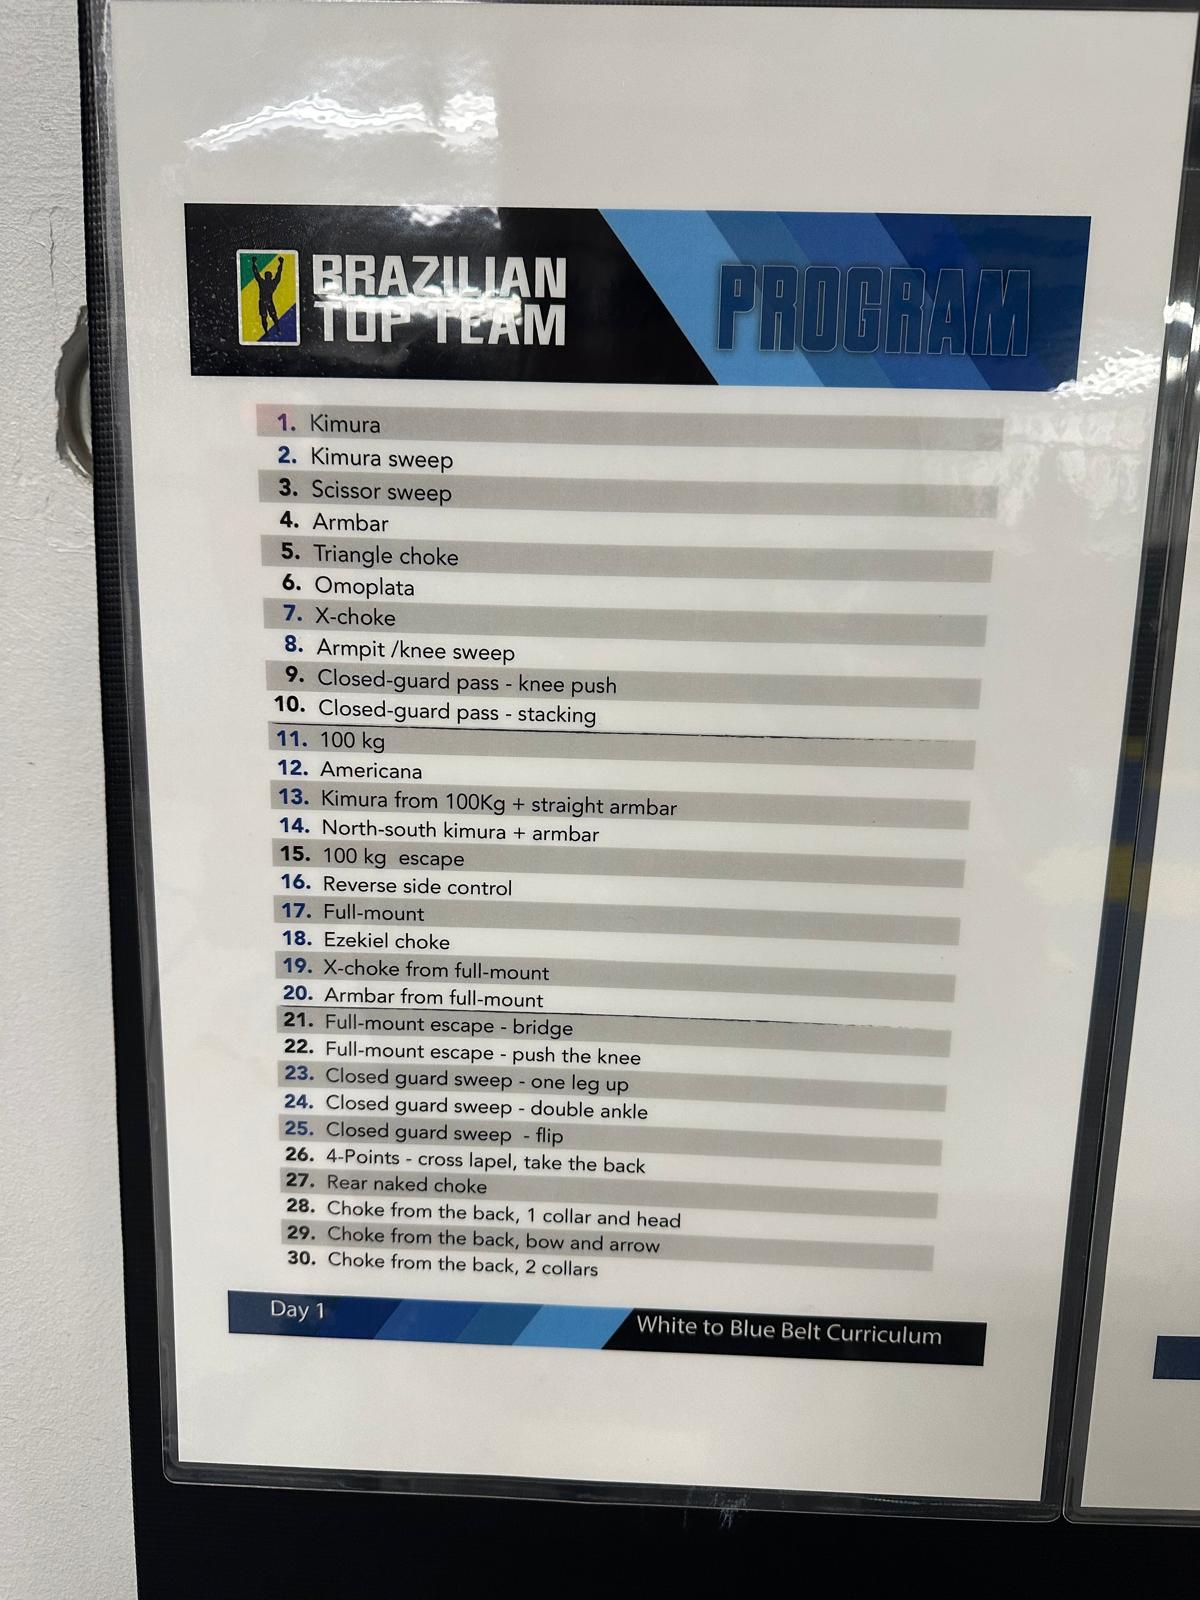 BRAZILIAN
TOP TEAM
PROGRAM
1. Kimura
2. Kimura sweep
3. Scissor sweep
4. Armbar
5. Triangle choke
6. Omoplata
7. X-choke
8. Armpit /knee sweep
9. Closed-guard pass - knee push
10. Closed-guard pass - stacking
11. 100 kg
12. Americana
13. Kimura from 100Kg + straight armbar
14. North-south kimura + armbar
15. 100 kg  escape
16. Reverse side control
17. Full-mount
18. Ezekiel choke
19. X-choke from full-mount
20. Armbar from full-mount
21. Full-mount escape - bridge
22. Full-mount escape - push the knee
23. Closed guard sweep - one leg up
24. Closed guard sweep - double ankle
25. Closed guard sweep  - flip
26. 4-Points - cross lapel, take the back
27. Rear naked choke
28. Choke from the back, 1 collar and head
29. Choke from the back, bow and arrow
30. Choke from the back, 2 collars
Day 1
White to Blue Belt Curriculum